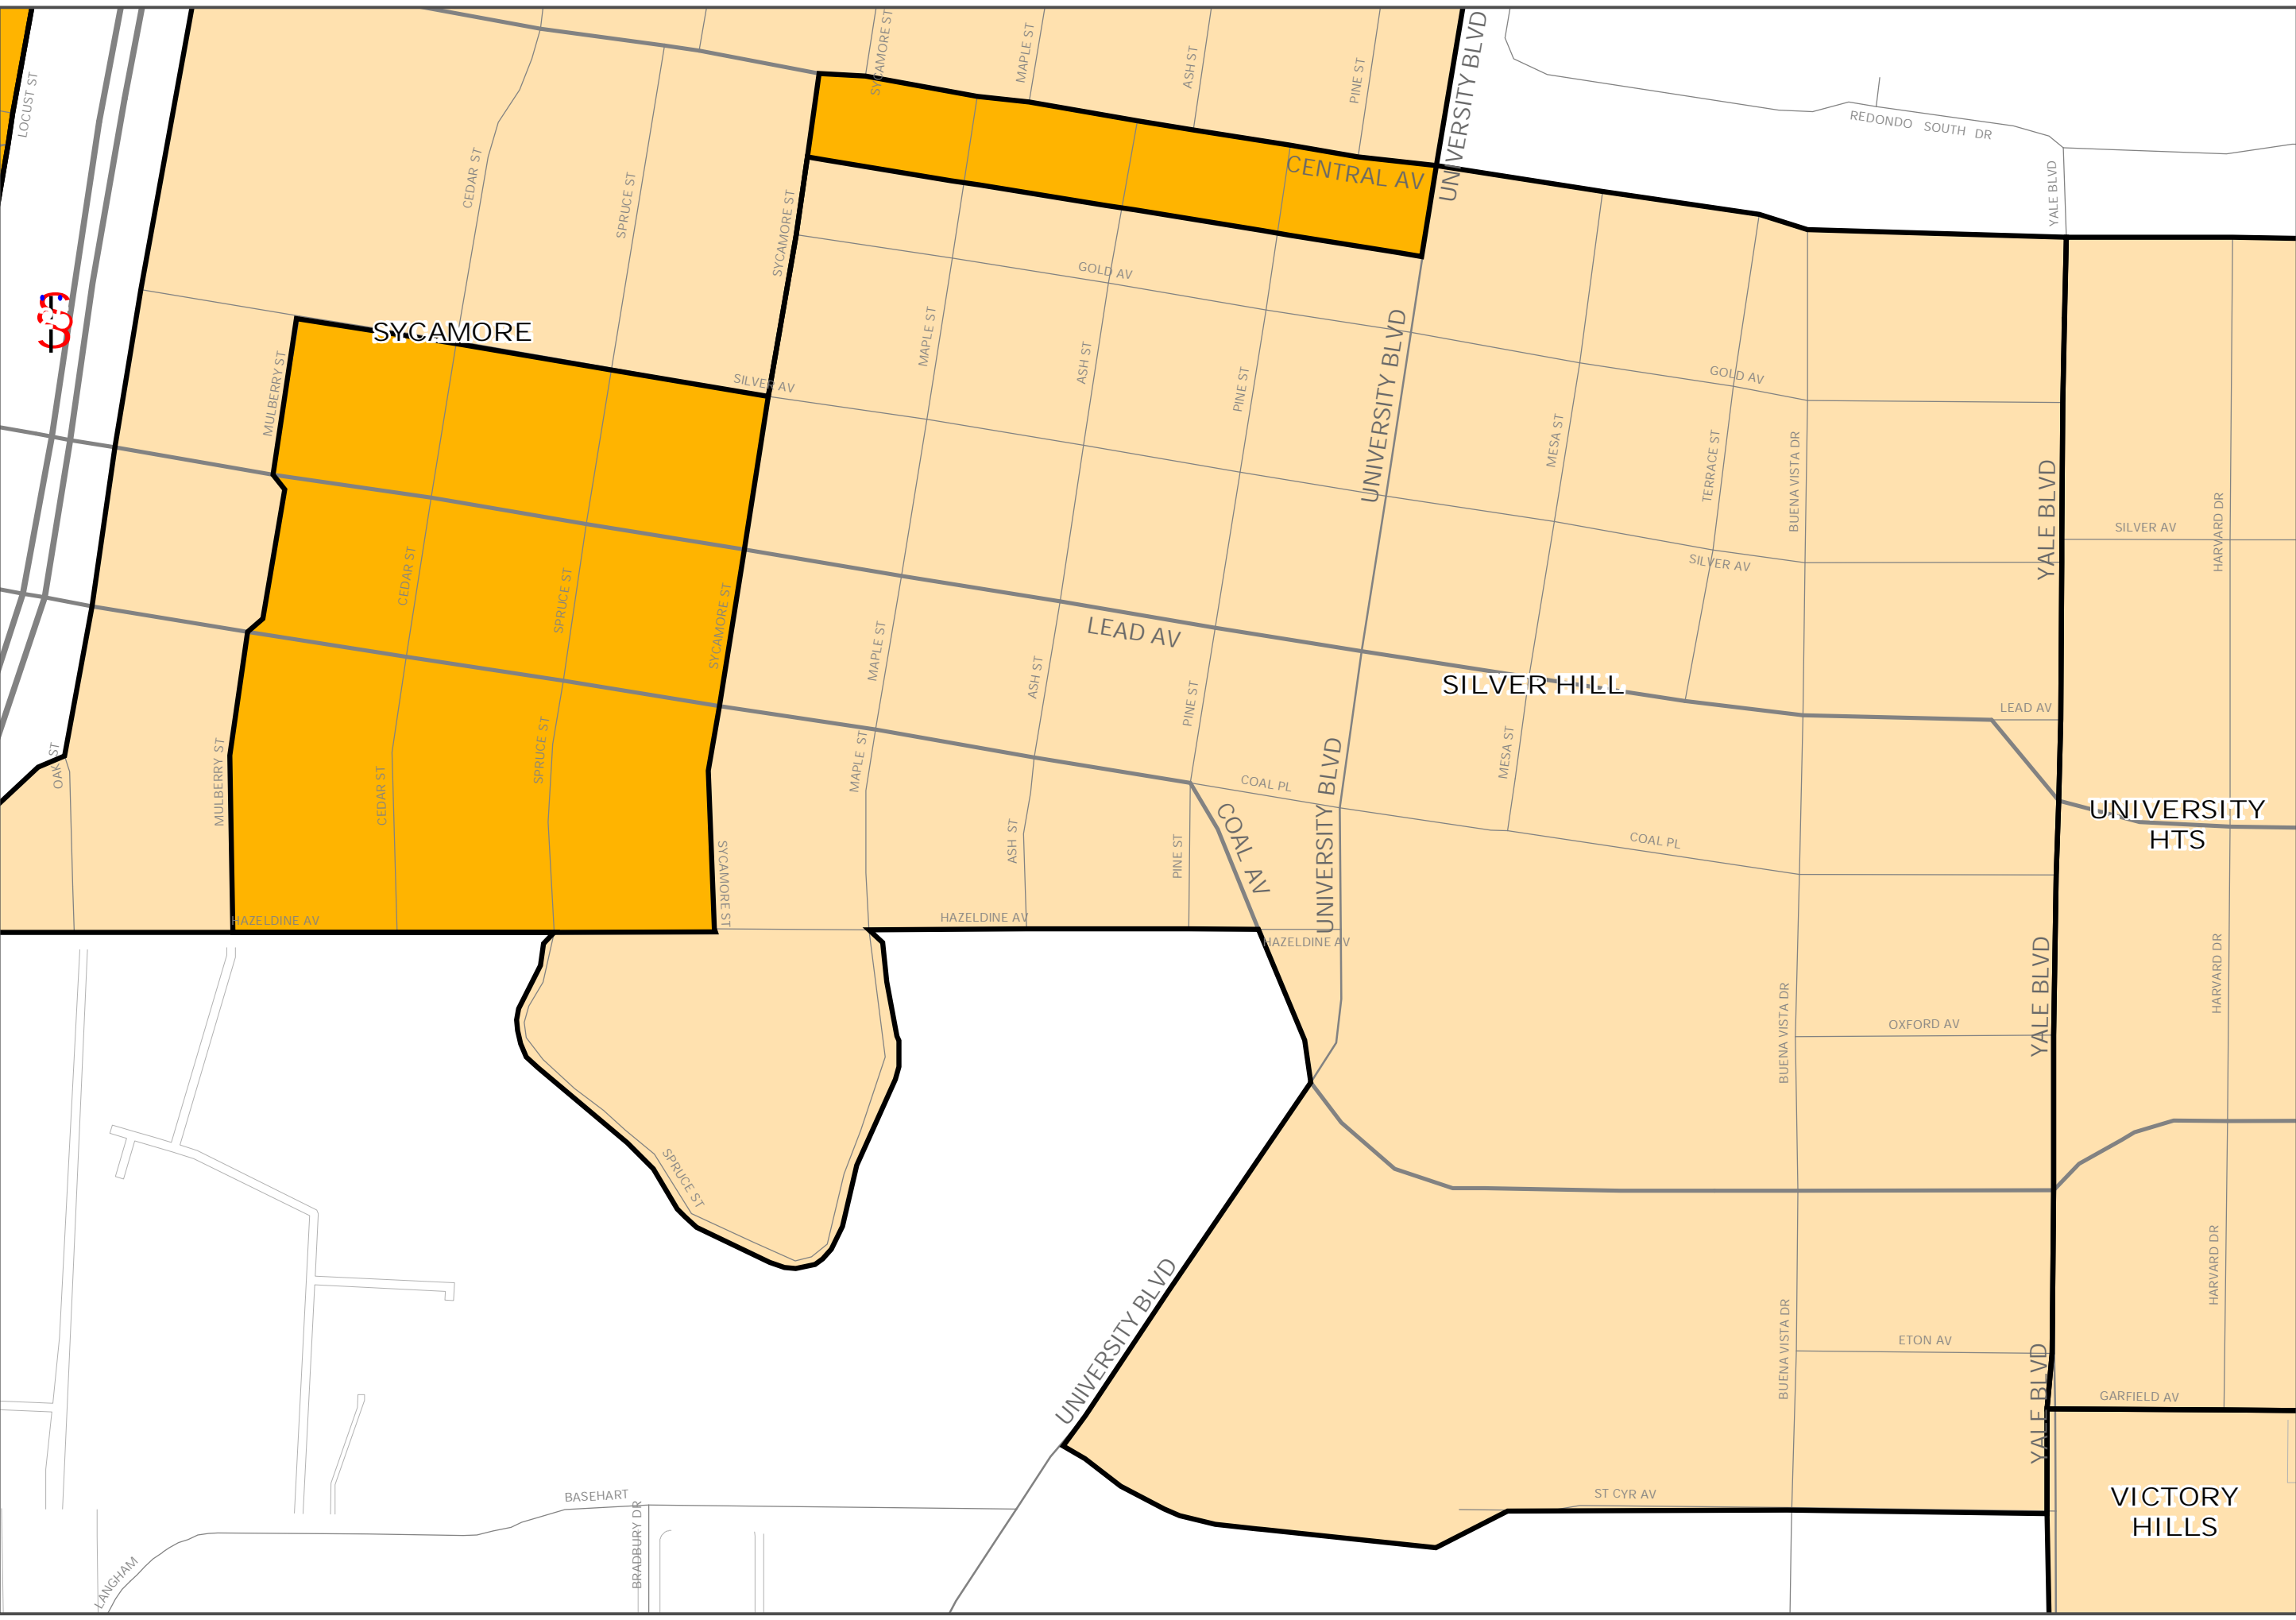 LOCUST ST
SYCAMORE ST
MAPLE ST
ASH ST
PINE ST
UNIVERSITY BLVD
REDONDO SOUTH DR
YALE BLVD
CEDAR ST
SPRUCE ST
SYCAMORE ST
CENTRAL AV
GOLD AV
SYCAMORE
MULBERRY ST
SILVER AV
MAPLE ST
ASH ST
PINE ST
UNIVERSITY BLVD
GOLD AV
MESA ST
TERRACE ST
BUENA VISTA DR
YALE BLVD
SILVER AV
HARVARD DR
SILVER AV
CEDAR ST
SPRUCE ST
SYCAMORE ST
MAPLE ST
LEAD AV
ASH ST
PINE ST
SILVER HILL
LEAD AV
OAK ST
MULBERRY ST
CEDAR ST
SPRUCE ST
MAPLE ST
MESA ST
COAL PL
COAL AV
UNIVERSITY BLVD
COAL PL
UNIVERSITY
HTS
SYCAMORE ST
ASH ST
PINE ST
HAZELDINE AV
HAZELDINE AV
HAZELDINE AV
YALE BLVD
HARVARD DR
BUENA VISTA DR
OXFORD AV
SPRUCE ST
UNIVERSITY BLVD
HARVARD DR
BUENA VISTA DR
ETON AV
YALE BLVD
GARFIELD AV
BASEHART
BRADBURY DR
LANGHAM
ST CYR AV
VICTORY
HILLS